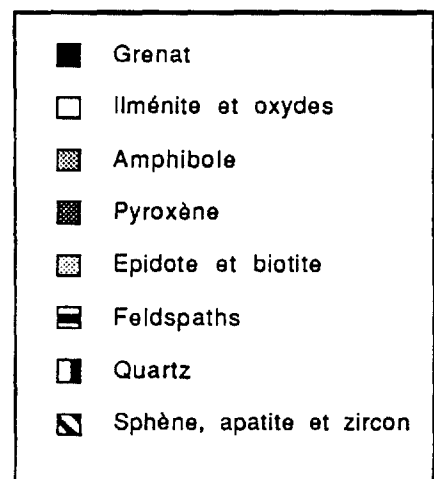 Grenat
Ilménite et oxydes
Amphibole
Pyroxène
Epidote et biotite
Feldspaths
Quartz
Sphène, apatite et zircon